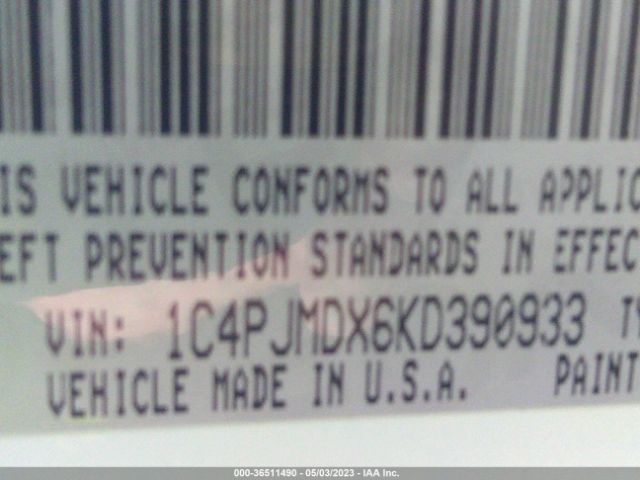 IS VEHICLE CONFORMS TO ALL APPLIC
EFT PREVENTION STANDARDS IN EFFEC
VIN: 1C4PJMDX6KD390933 TY
VEHICLE MADE IN U.S.A. PAINT
000-36511490 - 05/03/2023 - IAA Inc.